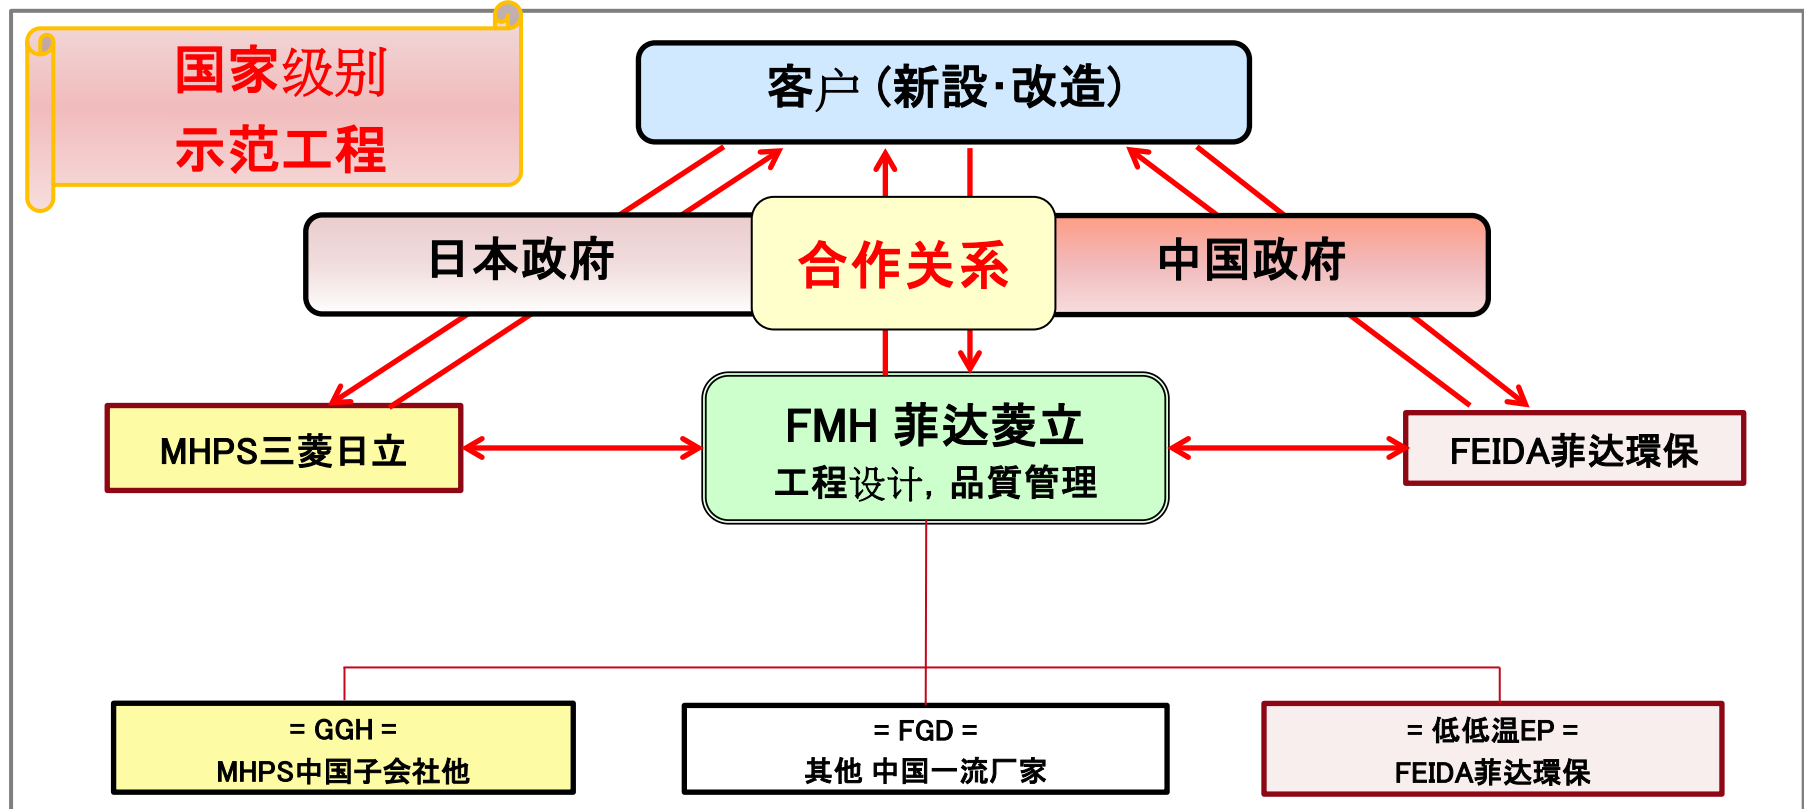 国家级别
示范工程
客户（新設·改造）
日本政府
合作关系
中国政府
MHPS三菱日立
FMH 菲达菱立
工程设计，品質管理
FEIDA菲达環保
= GGH =
MHPS中国子会社他
= FGD =
其他 中国一流厂家
= 低低温EP =
FEIDA菲达環保